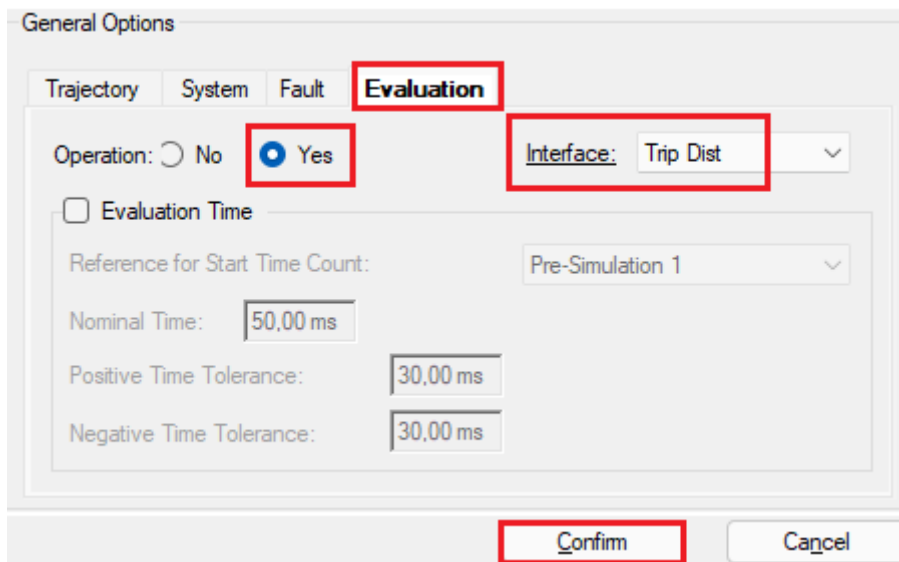 General Options
Trajectory System Fault Evaluation
Operation: No Yes Interface: Trip Dist
Evaluation Time
Reference for Start Time Count: Pre-Simulation 1
Nominal Time: 50,00 ms
Positive Time Tolerance: 30,00 ms
Negative Time Tolerance: 30,00 ms
Confirm Cancel